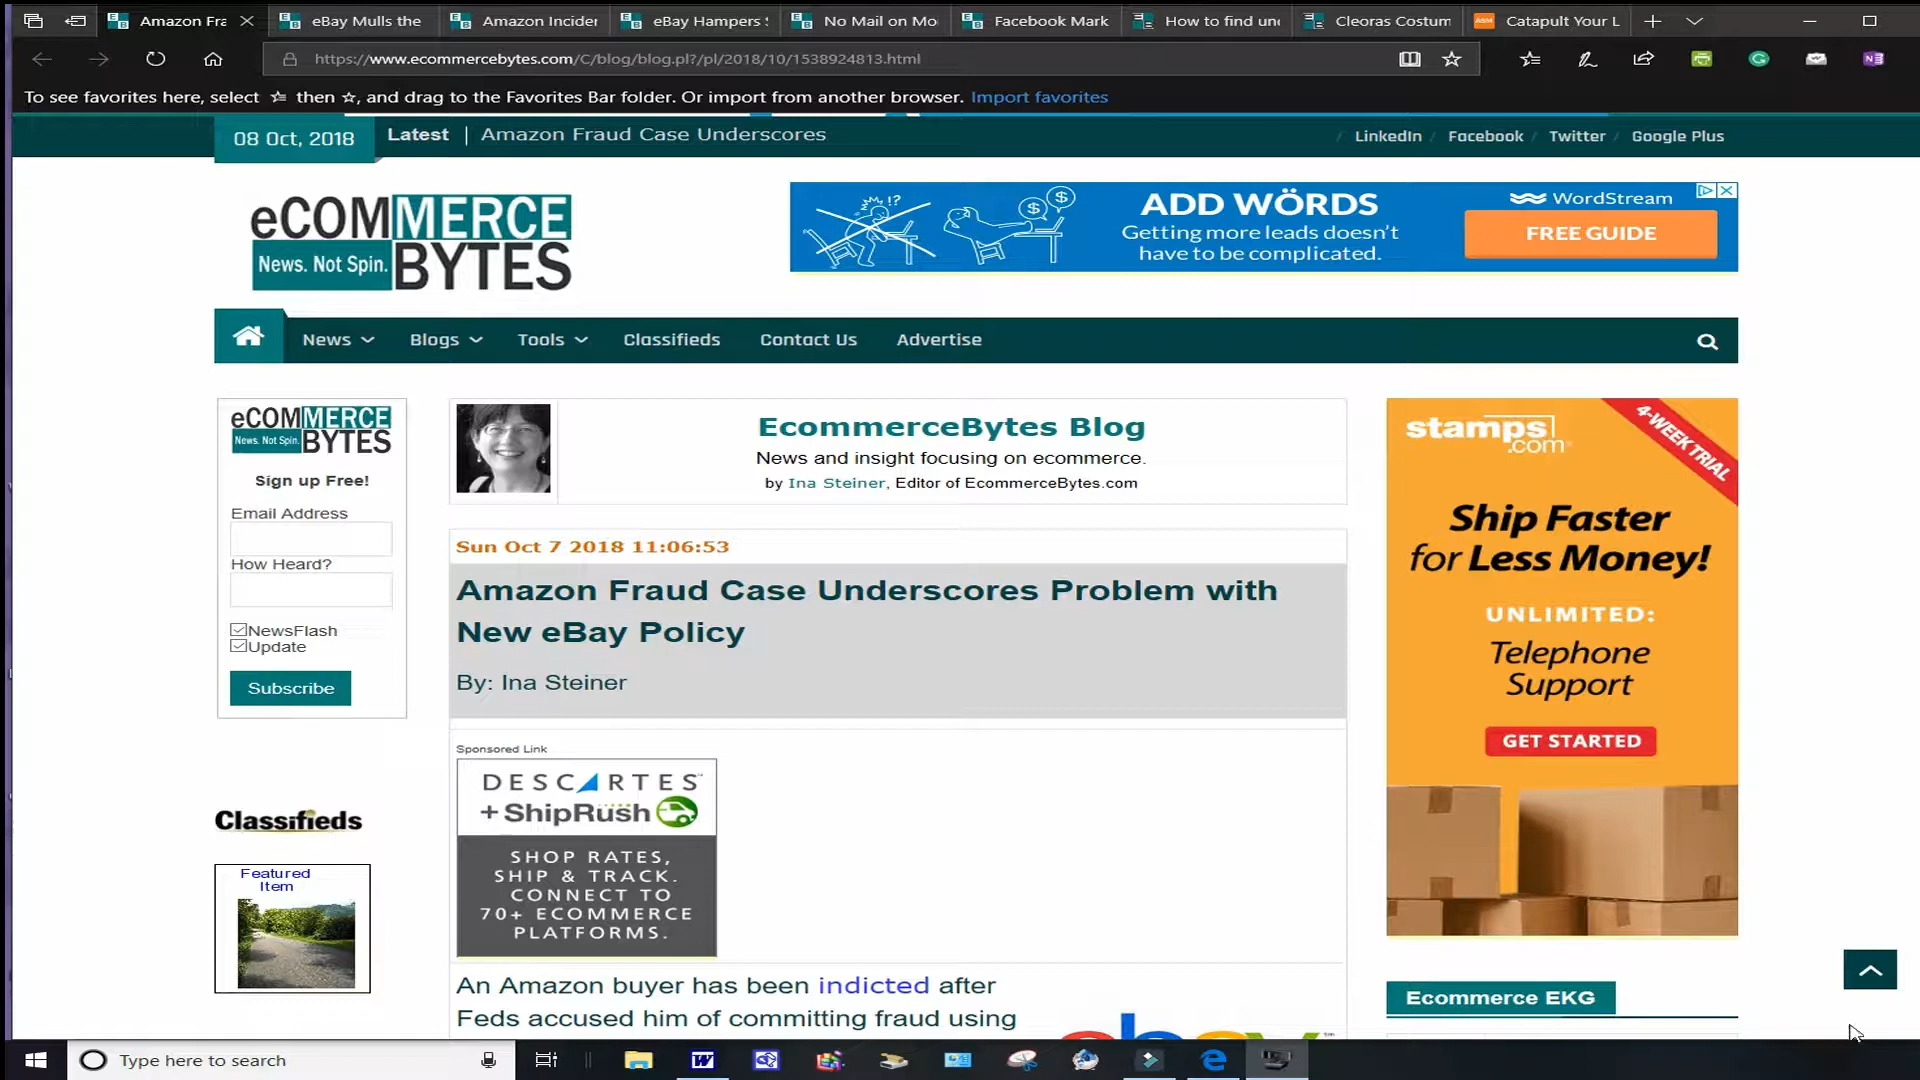 Amazon Fra
eBay Mulls the
Amazon Inciden
eBay Hampers S
No Mail on Mo
Facebook Mark
How to find un
Cleoras Costum
ASM
Catapult Your L
https://www.ecommercebytes.com/C/blog/blog.pl?/pl/2018/10/1538924813.html
To see favorites here, select then , and drag to the Favorites Bar folder. Or import from another browser. Import favorites
08 Oct, 2018
Latest | Amazon Fraud Case Underscores
/ LinkedIn / Facebook / Twitter / Google Plus
eCOMMERCE
News. Not Spin. BYTES
!?
$ $
ADD WÖRDS
Getting more leads doesn't
have to be complicated.
WordStream
FREE GUIDE
News
Blogs
Tools
Classifieds
Contact Us
Advertise
eCOMMERCE
News. Not Spin. BYTES
Sign up Free!
Email Address
How Heard?
NewsFlash
Update
Subscribe
Classifieds
Featured
Item
EcommerceBytes Blog
News and insight focusing on ecommerce.
by Ina Steiner, Editor of EcommerceBytes.com
Sun Oct 7 2018 11:06:53
Amazon Fraud Case Underscores Problem with
New eBay Policy
By: Ina Steiner
Sponsored Link
DESCARTES™
+ShipRush
SHOP RATES,
SHIP & TRACK.
CONNECT TO
70+ ECOMMERCE
PLATFORMS.
An Amazon buyer has been indicted after
Feds accused him of committing fraud using
ebay
stamps
.com®
4-WEEK TRIAL
Ship Faster
for Less Money!
UNLIMITED:
Telephone
Support
GET STARTED
Ecommerce EKG
Type here to search